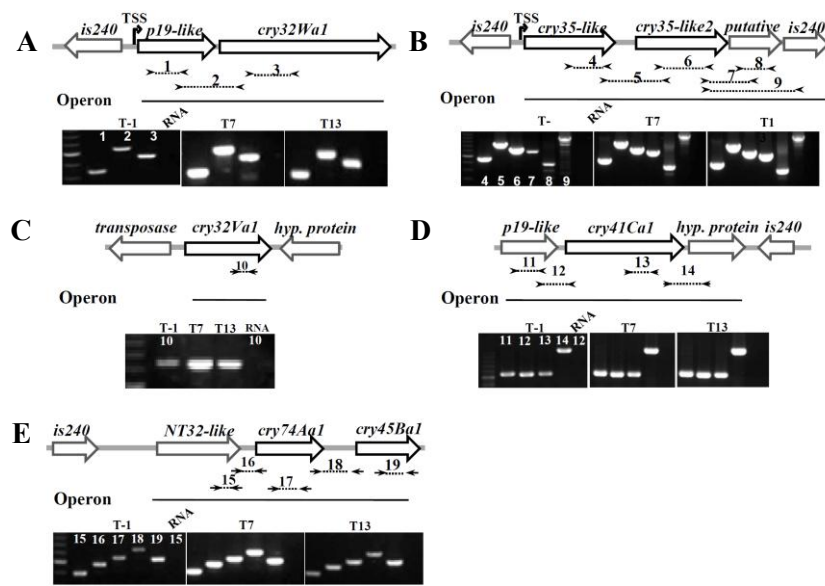 A
TSS
is240 p19-like cry32Wa1
1 2 3
Operon
T-1 RNA T7 T13
1 2 3
B
TSS
is240 cry35-like cry35-like2 putative is240
4 5 6 7 8 9
Operon
T- RNA T7 T1
4 5 6 7 8 9
C
transposase cry32Va1 hyp. protein
10
Operon
T-1 T7 T13 RNA
10 10
D
p19-like cry41Ca1 hyp. protein is240
11 12 13 14
Operon
T-1 RNA T7 T13
11 12 13 14 12
E
is240 NT32-like cry74Aa1 cry45Ba1
16 18 19
15 17
Operon
T-1 RNA T7 T13
15 16 17 18 19 15